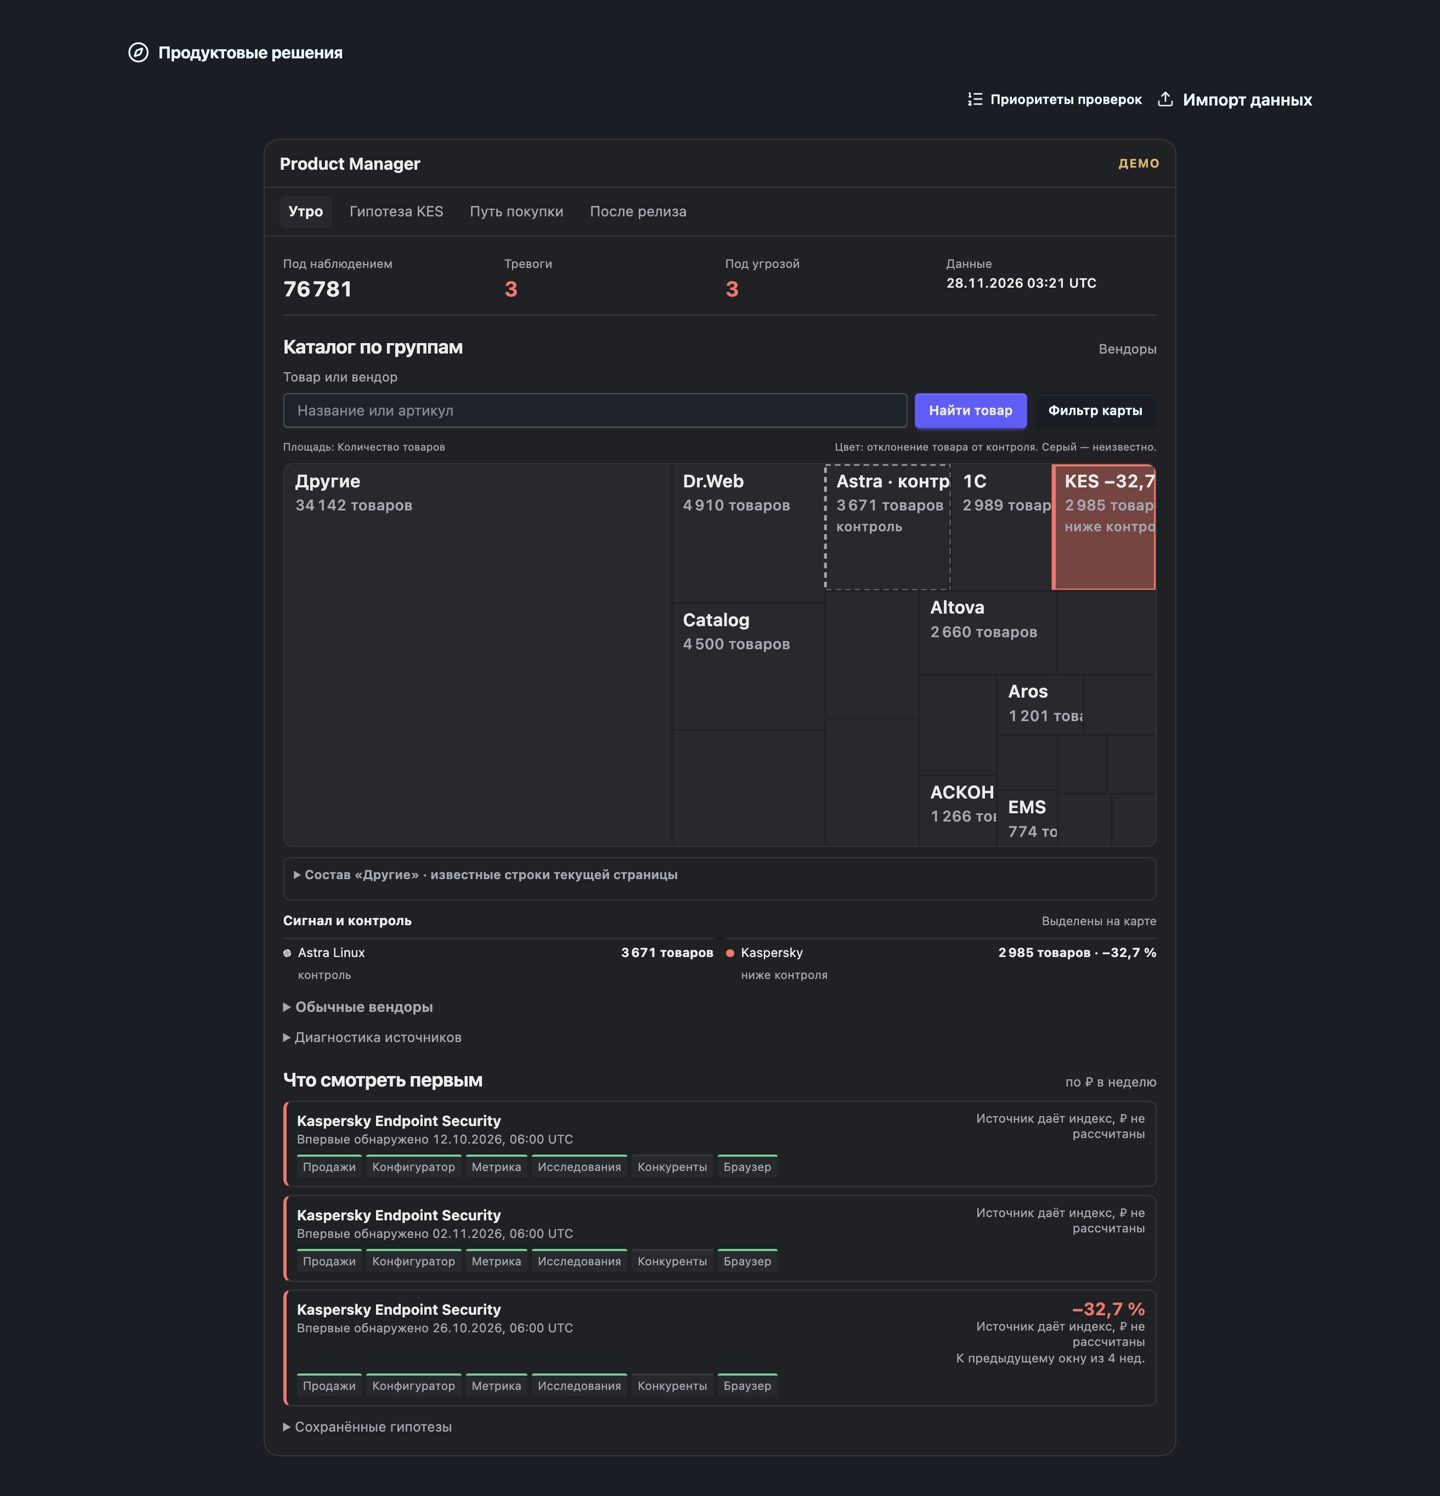 Продуктовые решения
Приоритеты проверок
Импорт данных
Product Manager
ДЕМО
Утро
Гипотеза KES
Путь покупки
После релиза
Под наблюдением
76 781
Тревоги
3
Под угрозой
3
Данные
28.11.2026 03:21 UTC
Каталог по группам
Вендоры
Товар или вендор
Название или артикул
Найти товар
Фильтр карты
Площадь: Количество товаров
Цвет: отклонение товара от контроля. Серый — неизвестно.
Другие
34 142 товаров
Dr.Web
4 910 товаров
Astra · контр
3 671 товаров
контроль
1C
2 989 товар
KES −32,7
2 985 товар
ниже контро
Catalog
4 500 товаров
Altova
2 660 товаров
Aros
1 201 това
АСКОН
1 266 тов
EMS
774 то
Состав «Другие» · известные строки текущей страницы
Сигнал и контроль
Выделены на карте
Astra Linux
3 671 товаров
контроль
Kaspersky
2 985 товаров · −32,7 %
ниже контроля
Обычные вендоры
Диагностика источников
Что смотреть первым
по ₽ в неделю
Kaspersky Endpoint Security
Впервые обнаружено 12.10.2026, 06:00 UTC
Источник даёт индекс, ₽ не
рассчитаны
Продажи
Конфигуратор
Метрика
Исследования
Конкуренты
Браузер
Kaspersky Endpoint Security
Впервые обнаружено 02.11.2026, 06:00 UTC
Источник даёт индекс, ₽ не
рассчитаны
Продажи
Конфигуратор
Метрика
Исследования
Конкуренты
Браузер
Kaspersky Endpoint Security
Впервые обнаружено 26.10.2026, 06:00 UTC
−32,7 %
Источник даёт индекс, ₽ не
рассчитаны
К предыдущему окну из 4 нед.
Продажи
Конфигуратор
Метрика
Исследования
Конкуренты
Браузер
Сохранённые гипотезы